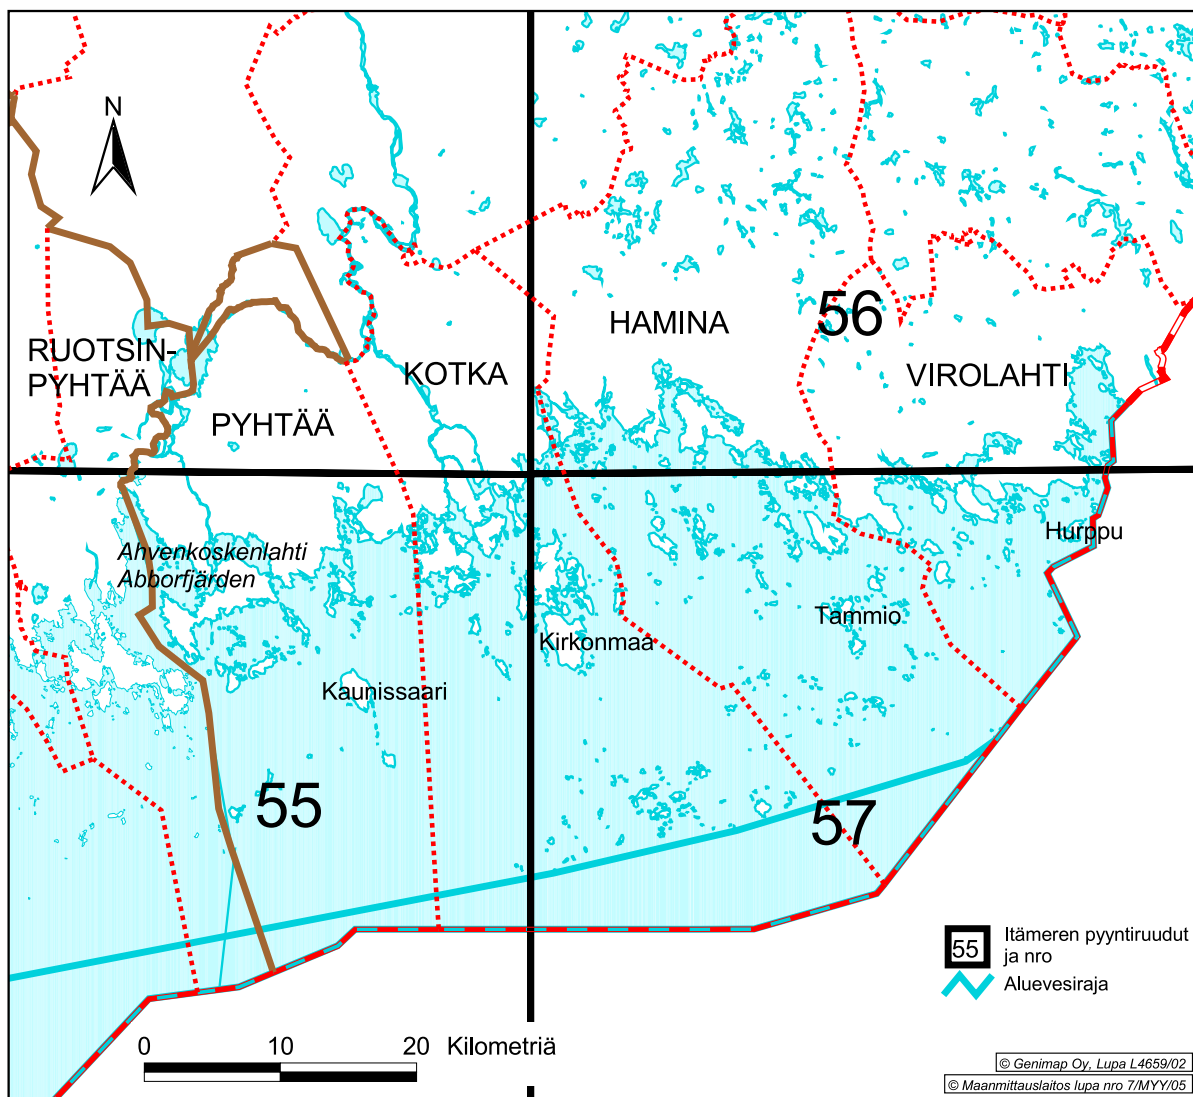 N
HAMINA
56
RUOTSIN-
PYHTÄÄ
KOTKA
VIROLAHTI
PYHTÄÄ
Hurppu
Ahvenkoskenlahti
Abborfjärden
Tammio
Kirkonmaa
Kaunissaari
55
57
55 Itämeren pyyntiruudut
ja nro
Aluevesiraja
0 10 20 Kilometriä
© Genimap Oy, Lupa L4659/02
© Maanmittauslaitos lupa nro 7/MYY/05